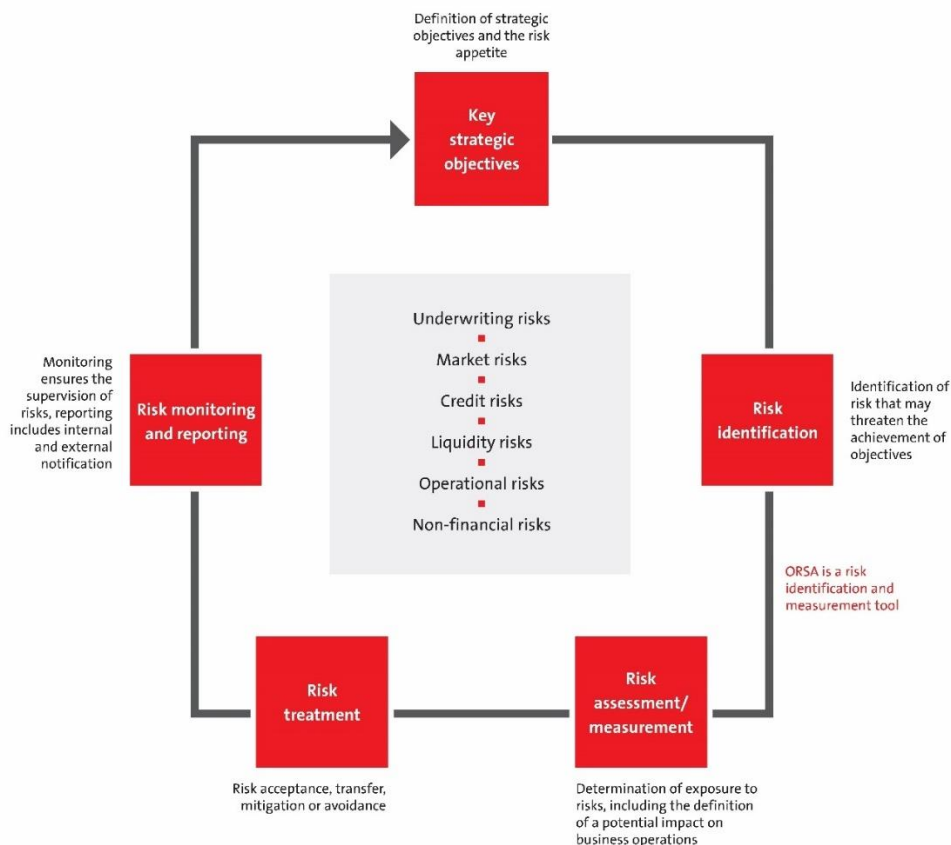 Definition of strategic
objectives and the risk
appetite
Key
strategic
objectives
Underwriting risks
Market risks
Credit risks
Liquidity risks
Operational risks
Non-financial risks
Monitoring
ensures the
supervision of
risks, reporting
includes internal
and external
notification
Risk monitoring
and reporting
Risk
identification
Identification of
risk that may
threaten the
achievement of
objectives
ORSA is a risk
identification and
measurement tool
Risk
treatment
Risk acceptance, transfer,
mitigation or avoidance
Risk
assessment/
measurement
Determination of exposure to
risks, including the definition
of a potential impact on
business operations